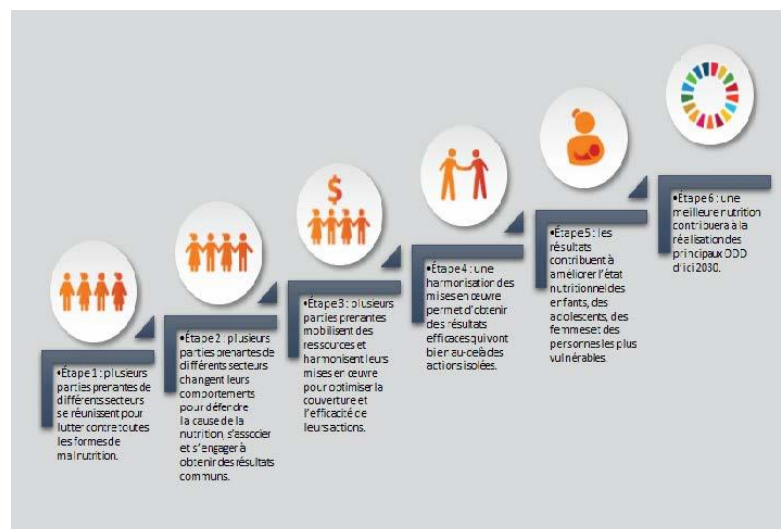 $
•Étape 1 : plusieurs
parties prenantes de
différents secteurs
se réunissent pour
lutter contre toutes
les formes de
malnutrition.
•Étape 2 : plusieurs
parties prenantes de
différents secteurs
changent leurs
comportements
pour défendre
la cause de la
nutrition, s'associer
et s'engager à
obtenir des résultats
communs.
•Étape 3 : plusieurs
parties prenantes
mobilisent des
ressources et
harmonisent leurs
mises en œuvre
pour optimiser la
couverture et
l'efficacité de
leurs actions.
•Étape 4 : une
harmonisation des
mises en œuvre
permet d'obtenir
des résultats
efficaces qui vont
bien au-delà des
actions isolées.
•Étape 5 : les
résultats
contribuent à
améliorer l'état
nutritionnel des
enfants, des
adolescents, des
femmes et des
personnes les plus
vulnérables.
•Étape 6 : une
meilleure nutrition
contribuera à la
réalisation des
principaux ODD
d'ici 2030.